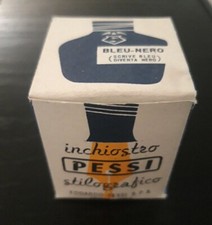 BLEU-NERO
(SCRIVE BLEU
DIVENTA NERO)
inchiostro
PESSI
stilografico